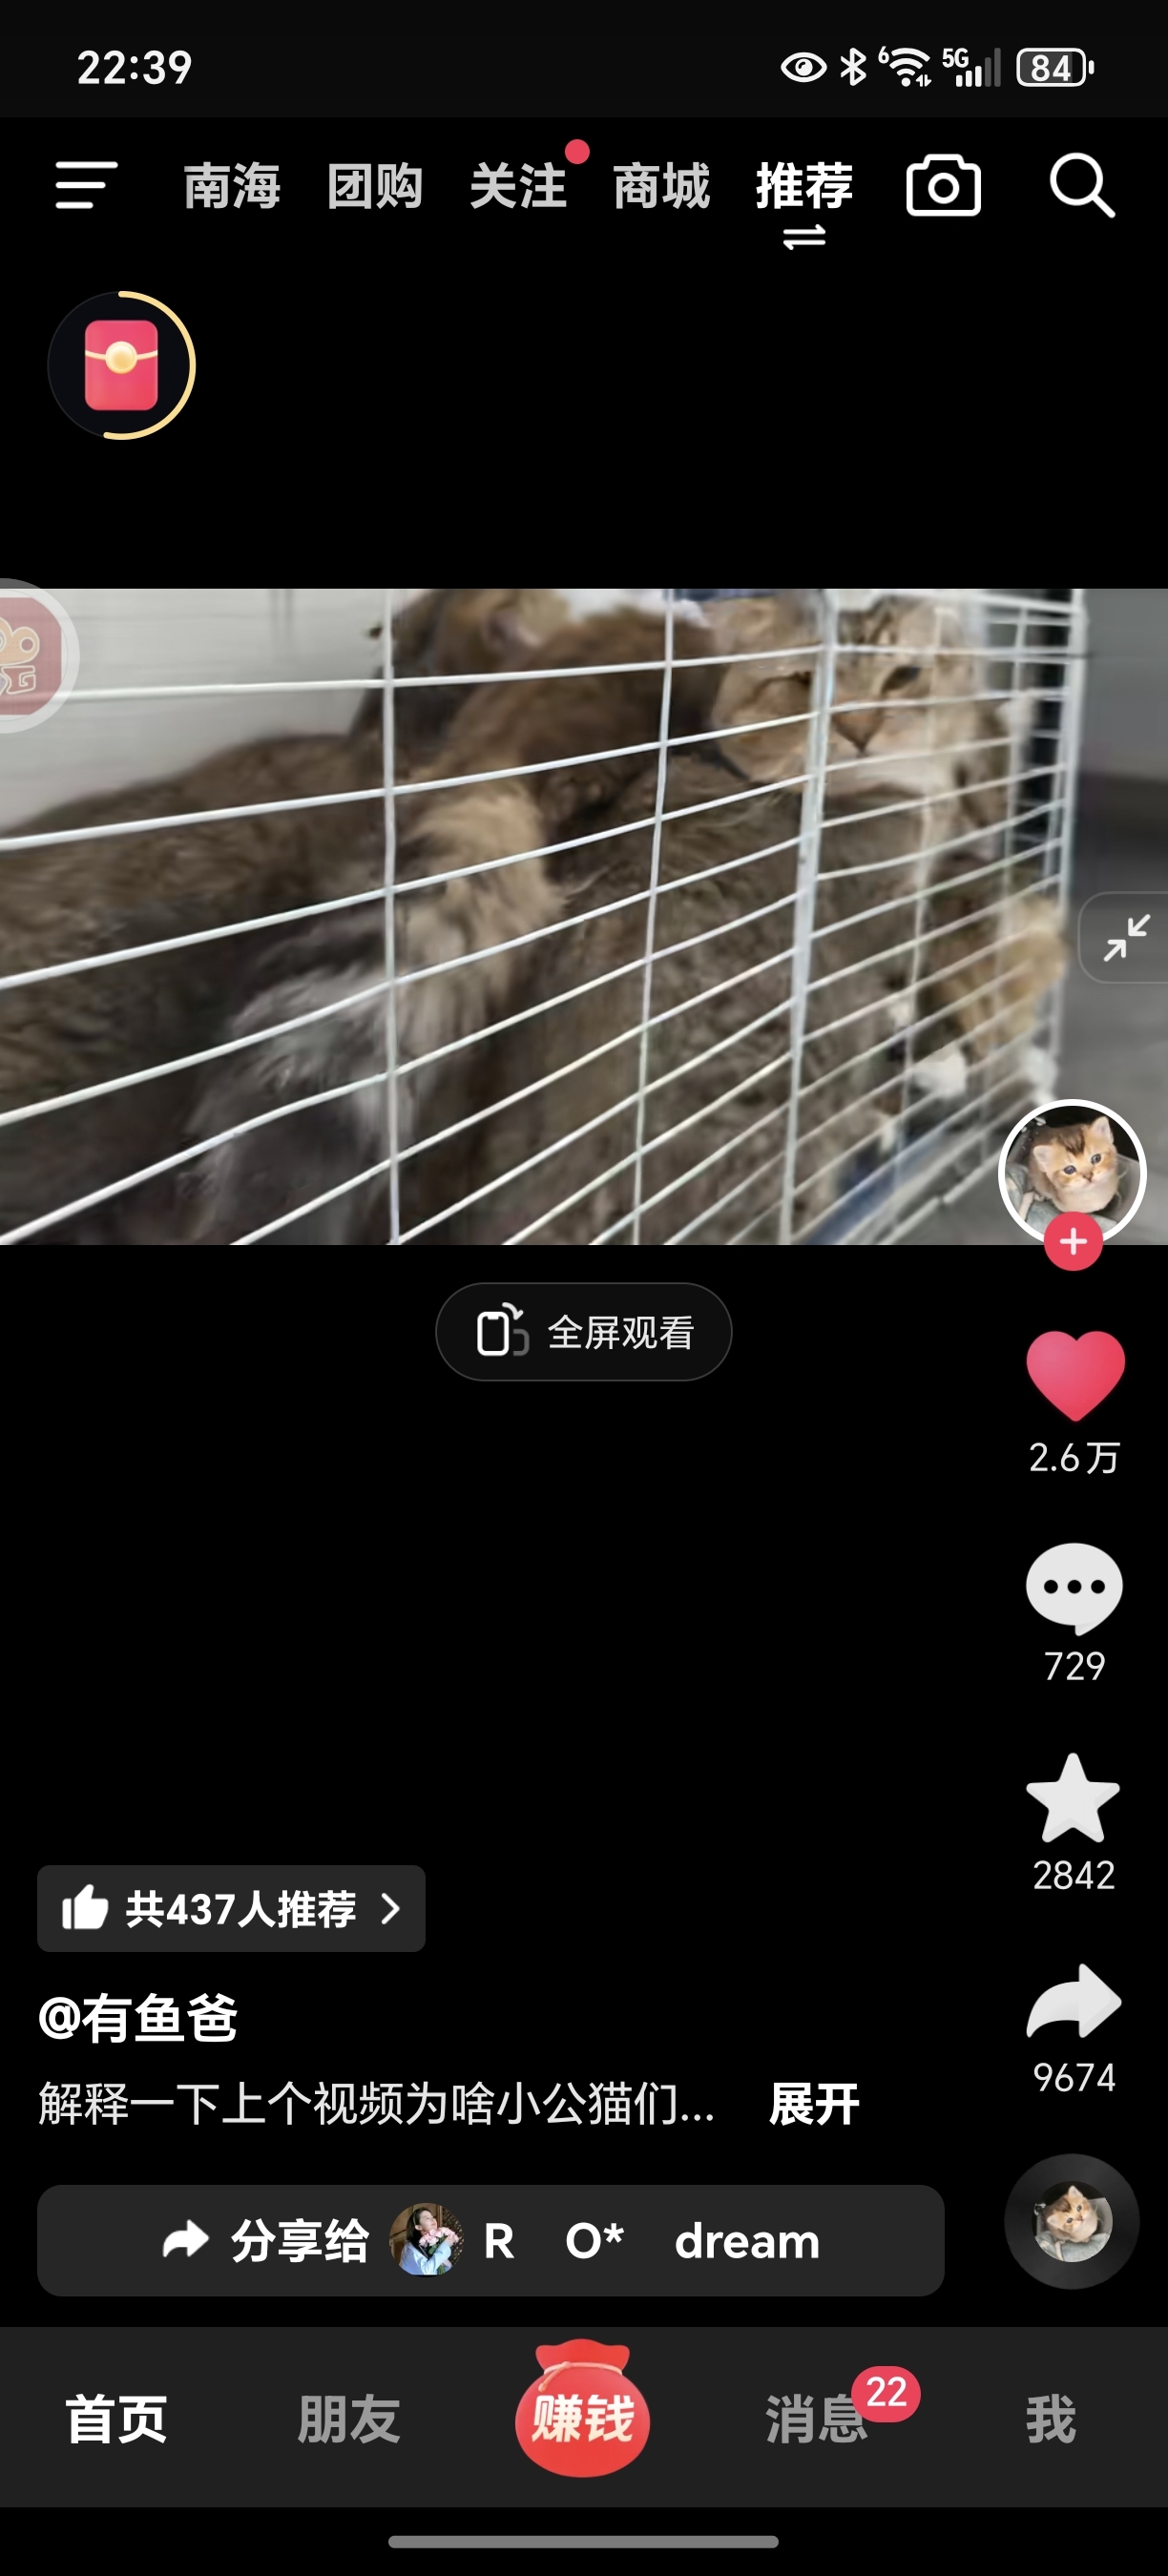 22:39
6
5G
84
南海 团购 关注 商城 推荐
G
全屏观看
2.6万
729
2842
共437人推荐
@有鱼爸
9674
解释一下上个视频为啥小公猫们... 展开
分享给 R O* dream
首页 朋友 赚钱 消息 22 我